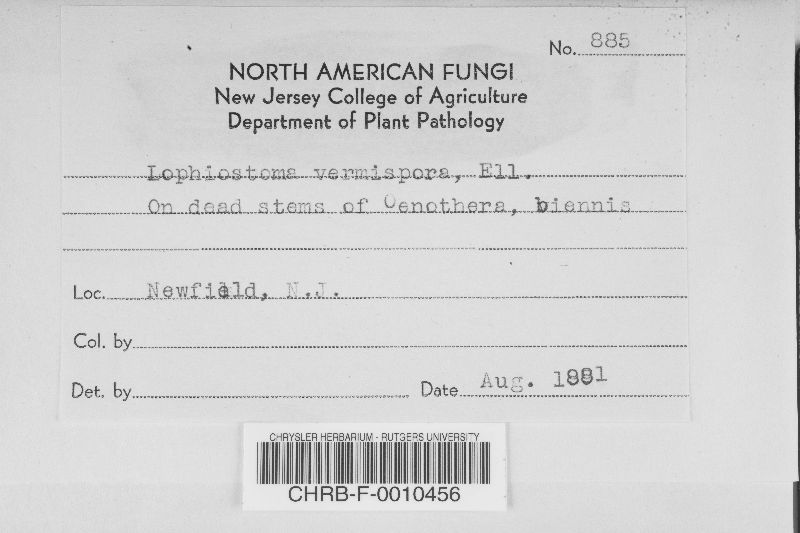 No. 885
NORTH AMERICAN FUNGI
New Jersey College of Agriculture
Department of Plant Pathology
Lophiostoma vermispora, Ell.
On dead stems of Oenothera, biennis
Loc. Newfield, N.J.
Col. by
Det. by Date Aug. 1881
CHRYSLER HERBARIUM - RUTGERS UNIVERSITY
CHRB-F-0010456